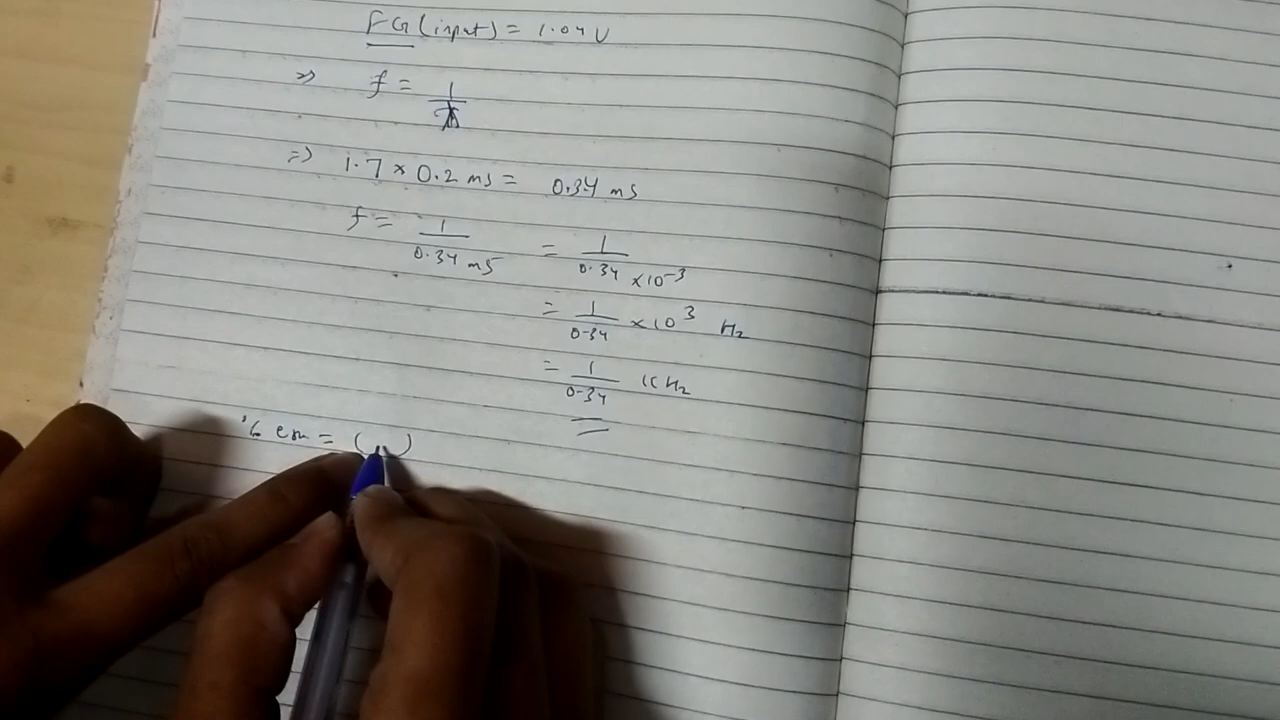 FG (input) = 1.04 V
⇒ f = 1/
⇒ 1.7 × 0.2 ms = 0.34 ms
f = 1/0.34 ms = 1/0.34 × 10⁻³
= 1/0.34 × 10³ Hz
= 1/0.34 KHz
= ( )